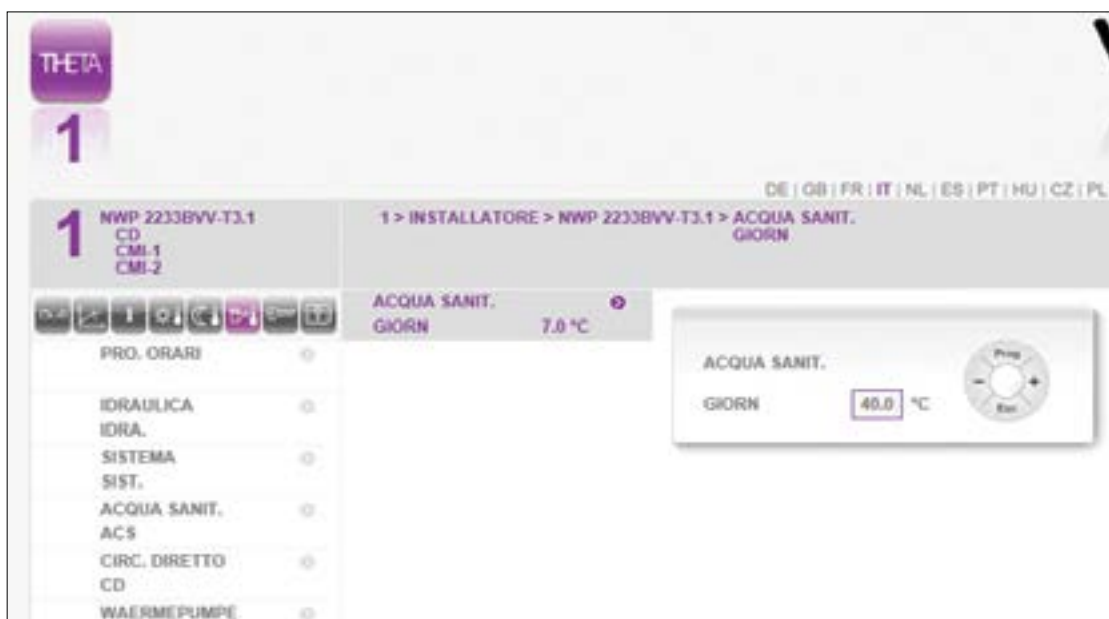 THETA
1
DE | GB | FR | IT | NL | ES | PT | HU | CZ | PL
1
NWP 2233BVV-T3.1
CD
CMI-1
CMI-2
1 > INSTALLATORE > NWP 2233BVV-T3.1 > ACQUA SANIT.
GIORN
ACQUA SANIT.
GIORN 7.0 °C
PRO. ORARI
IDRAULICA
IDRA.
SISTEMA
SIST.
ACQUA SANIT.
ACS
CIRC. DIRETTO
CD
WAERMEPUMPE
ACQUA SANIT.
GIORN 40.0 °C
Prog
- +
Esc